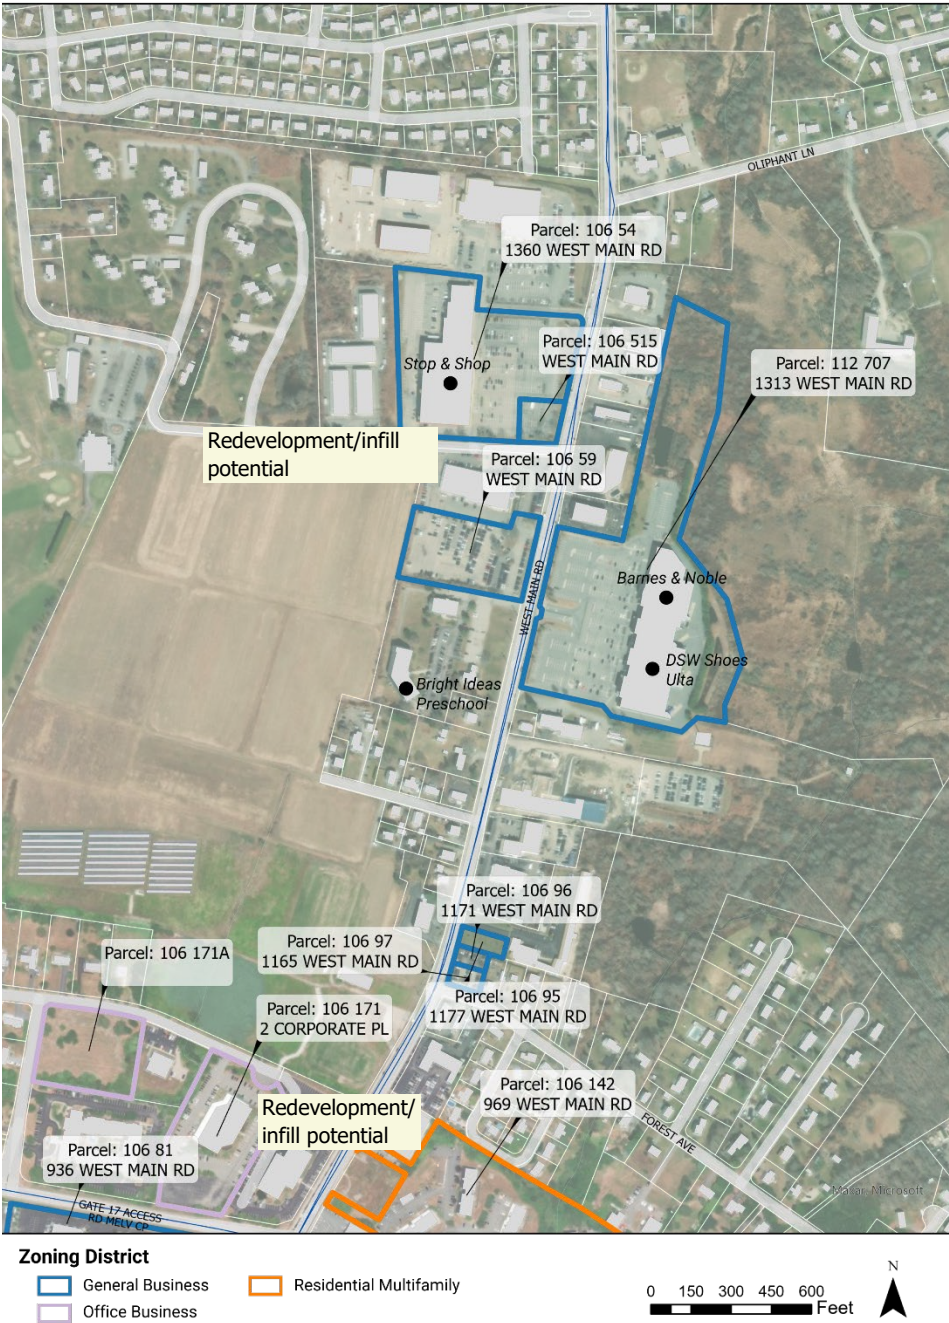 OLIPHANT LN
Parcel: 106 54
1360 WEST MAIN RD
Parcel: 106 515
WEST MAIN RD
Stop & Shop
Parcel: 112 707
1313 WEST MAIN RD
Redevelopment/infill
potential
Parcel: 106 59
WEST MAIN RD
WEST MAIN RD
Barnes & Noble
DSW Shoes
Ulta
Bright Ideas
Preschool
Parcel: 106 96
1171 WEST MAIN RD
Parcel: 106 97
1165 WEST MAIN RD
Parcel: 106 171A
Parcel: 106 95
1177 WEST MAIN RD
Parcel: 106 171
2 CORPORATE PL
Parcel: 106 142
969 WEST MAIN RD
Redevelopment/
infill potential
FOREST AVE
Parcel: 106 81
936 WEST MAIN RD
Maxar, Microsoft
GATE 17 ACCESS
RD MELV CP
Zoning District
General Business
Residential Multifamily
Office Business
0 150 300 450 600
Feet
N